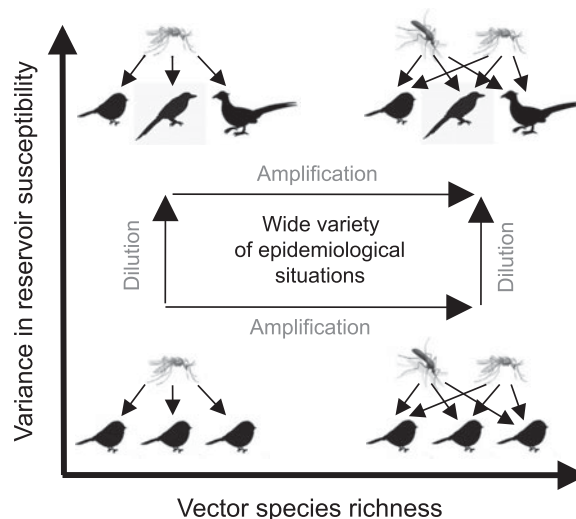 Variance in reservoir susceptibility
Amplification
Dilution
Wide variety
of epidemiological
situations
Dilution
Amplification
Vector species richness